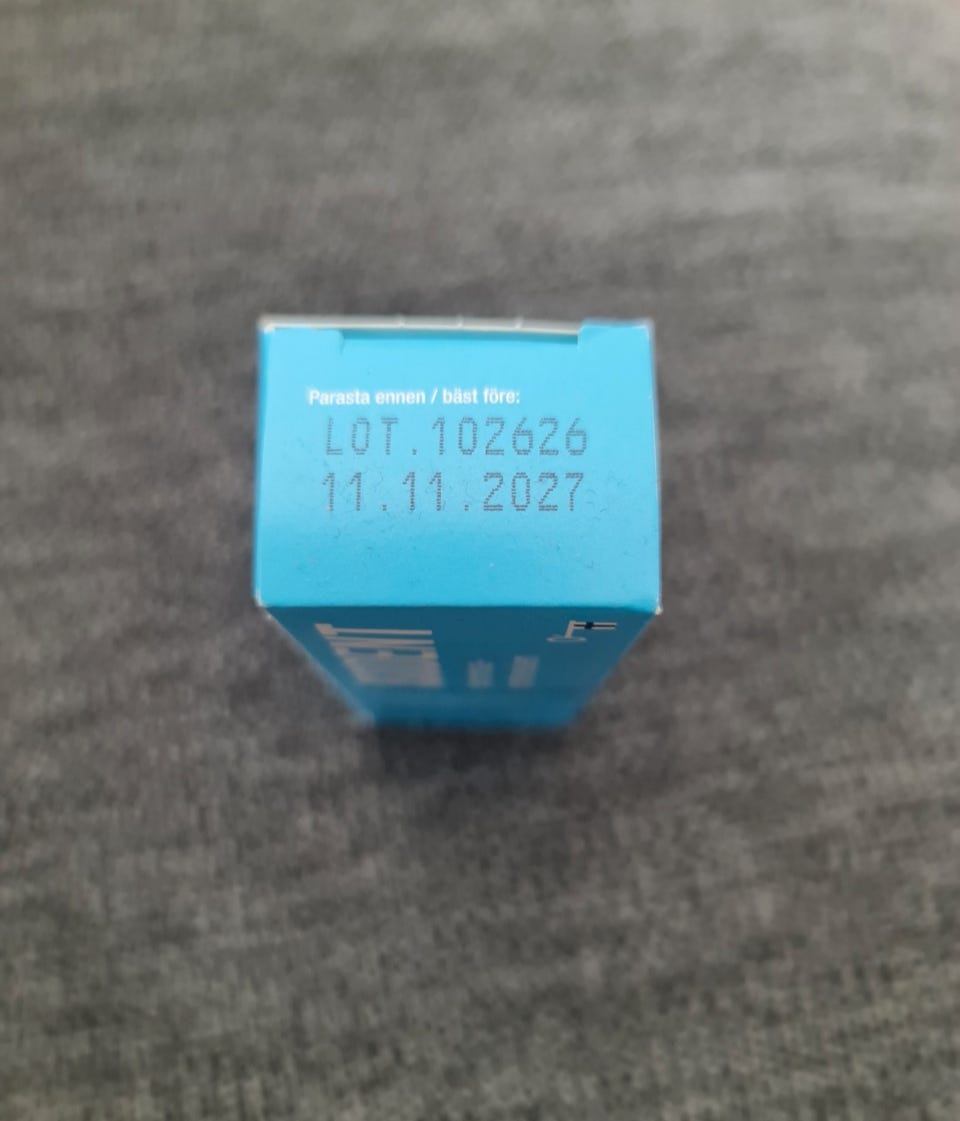 Parasta ennen / bäst före:
LOT.102626
11.11.2027